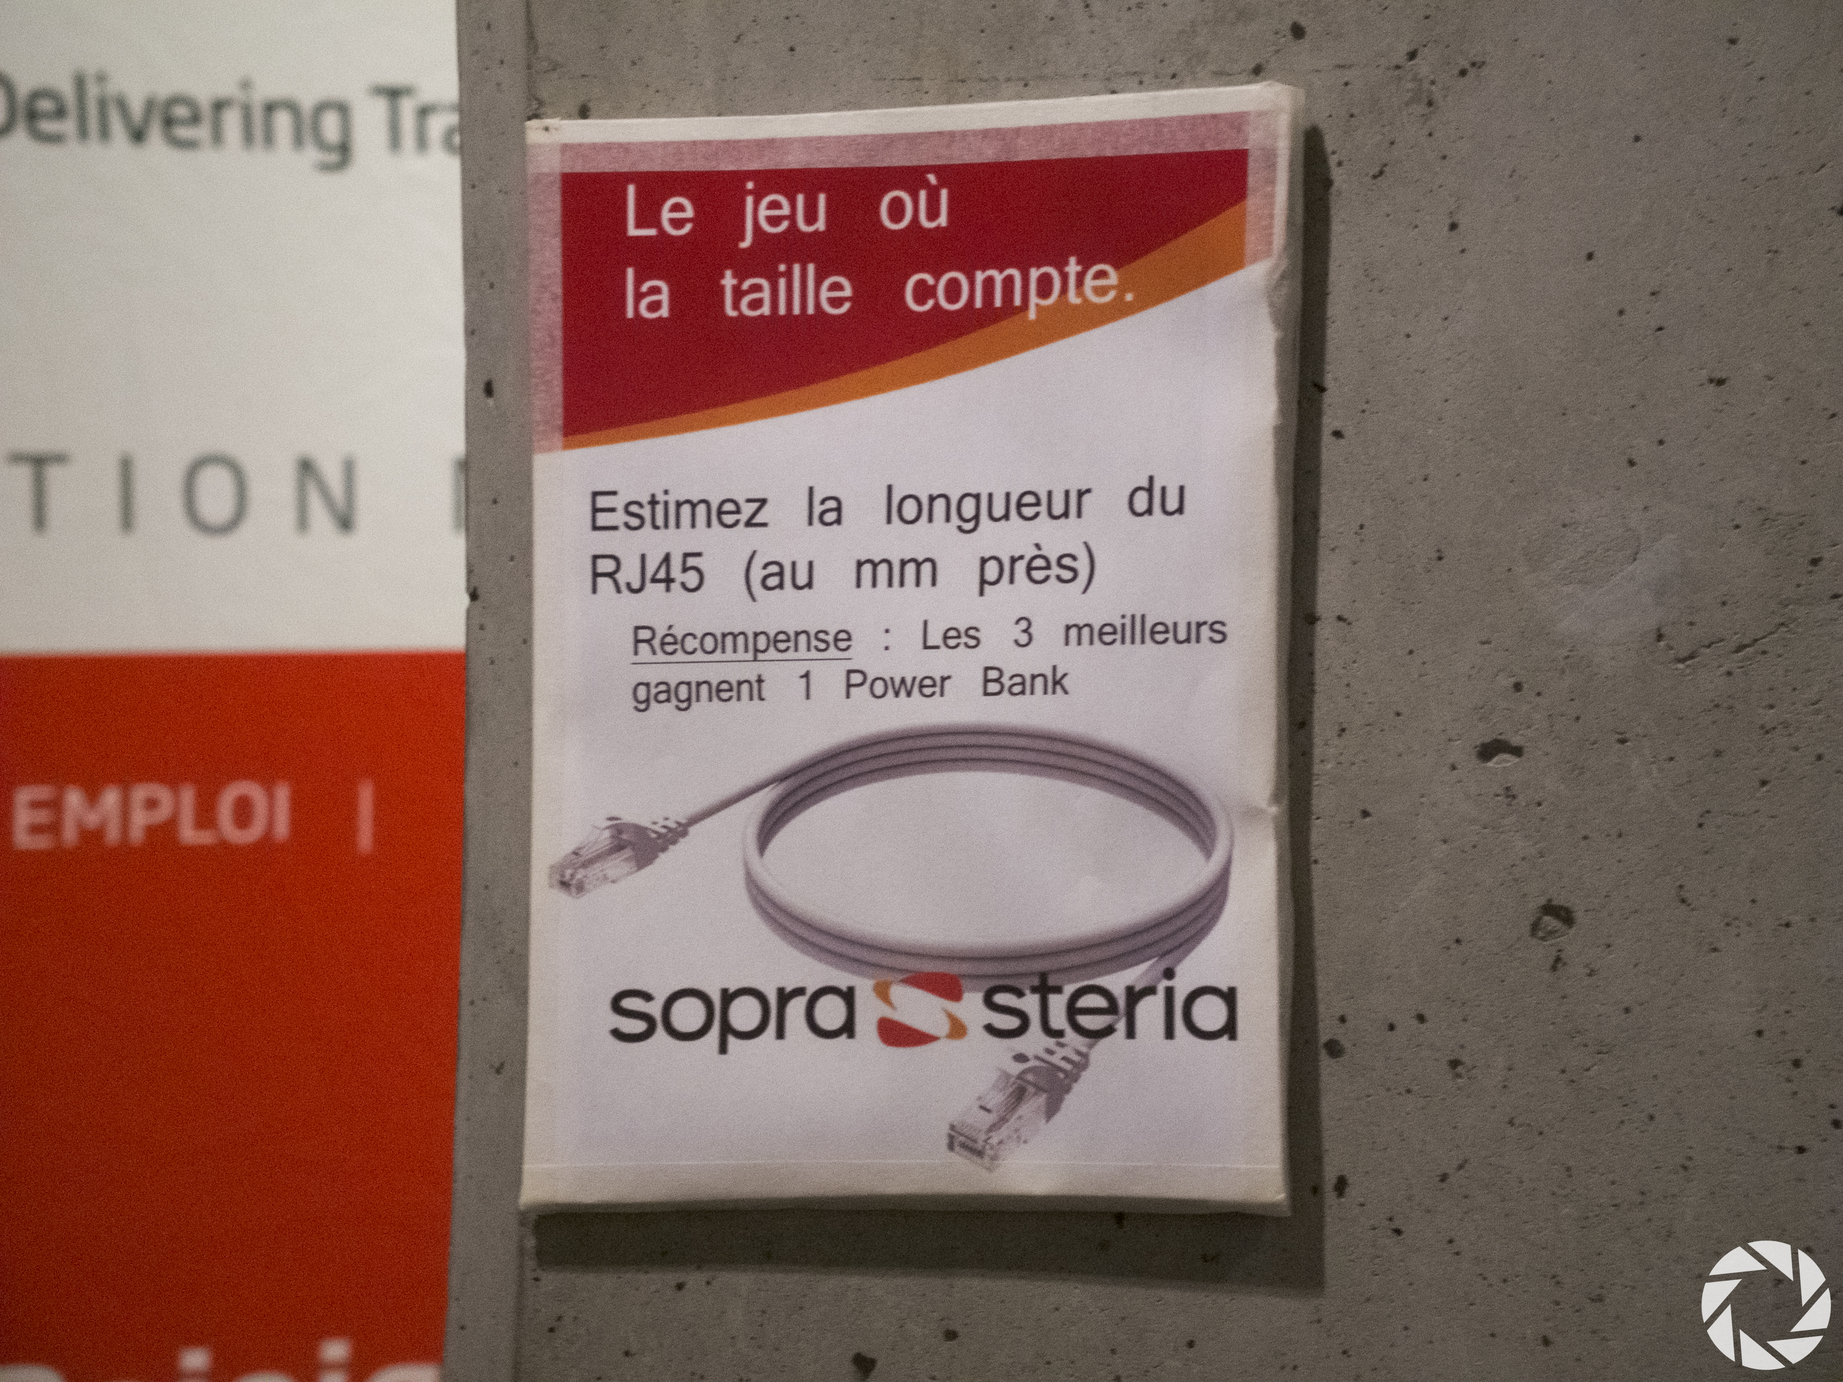 Delivering Tra
TION
EMPLOI |
Le jeu où
la taille compte.
Estimez la longueur du
RJ45 (au mm près)
Récompense : Les 3 meilleurs
gagnent 1 Power Bank
sopra steria